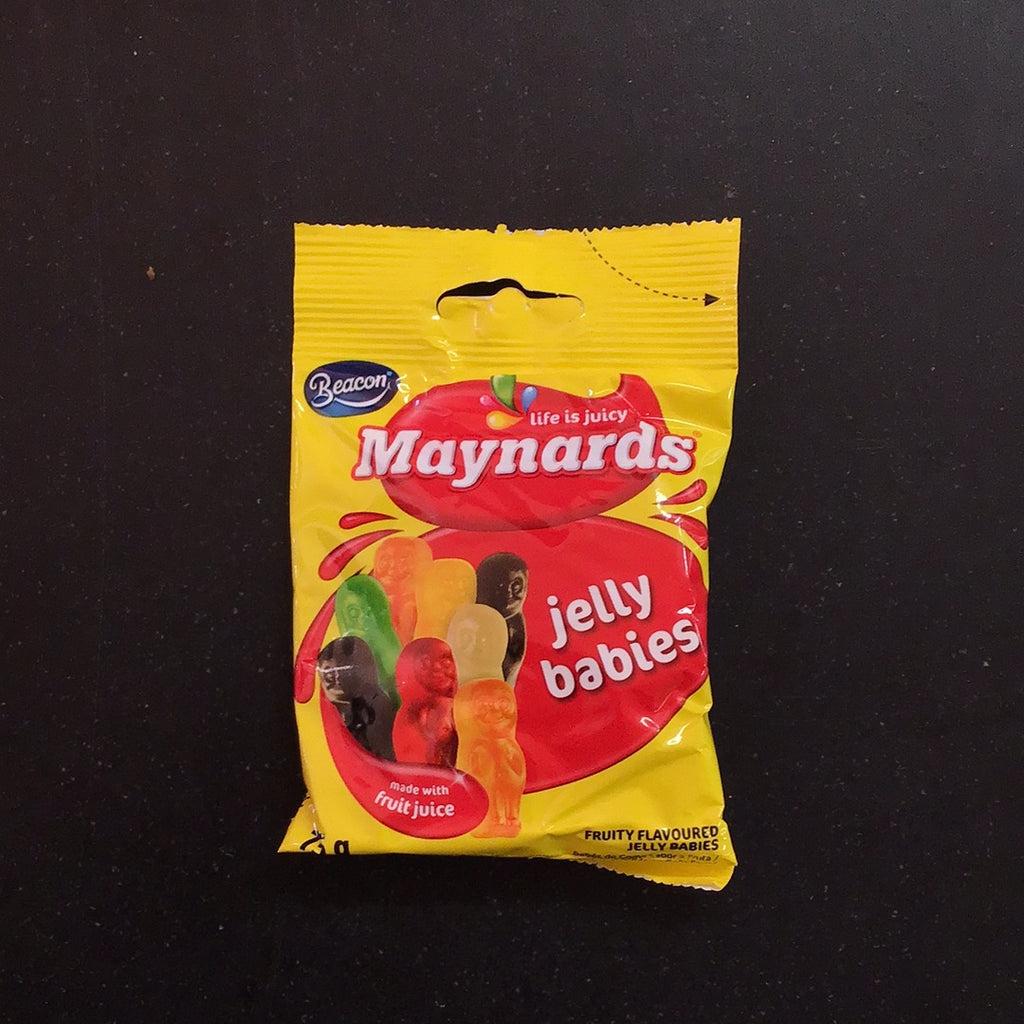 Beacon
life is juicy
Maynards
jelly
babies
made with
fruit juice
FRUITY FLAVOURED
JELLY BABIES
g